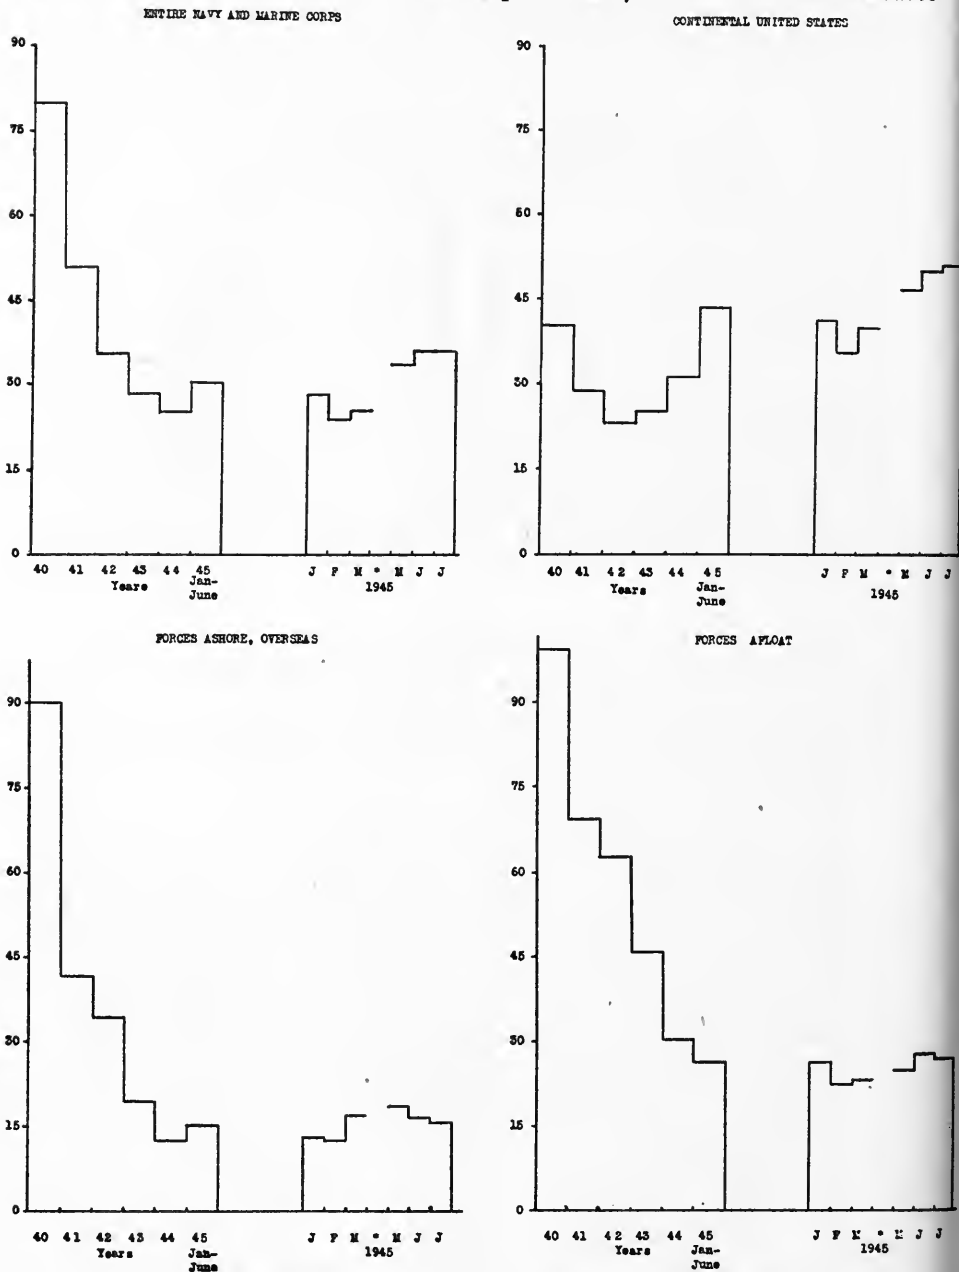 ENTIRE NAVY AND MARINE CORPS
90
75
60
45
30
15
0
40 41 42 43 44 45
Years
Jan-
June
J F M * M J J
1945
CONTINENTAL UNITED STATES
90
75
60
45
30
15
0
40 41 42 43 44 45
Years
Jan-
June
J F M * M J J
1945
FORCES ASHORE, OVERSEAS
90
75
60
45
30
15
0
40 41 42 43 44 45
Years
Jan-
June
J F M * M J J
1945
FORCES AFLOAT
90
75
60
45
30
15
0
40 41 42 43 44 45
Years
Jan-
June
J F M * M J J
1945